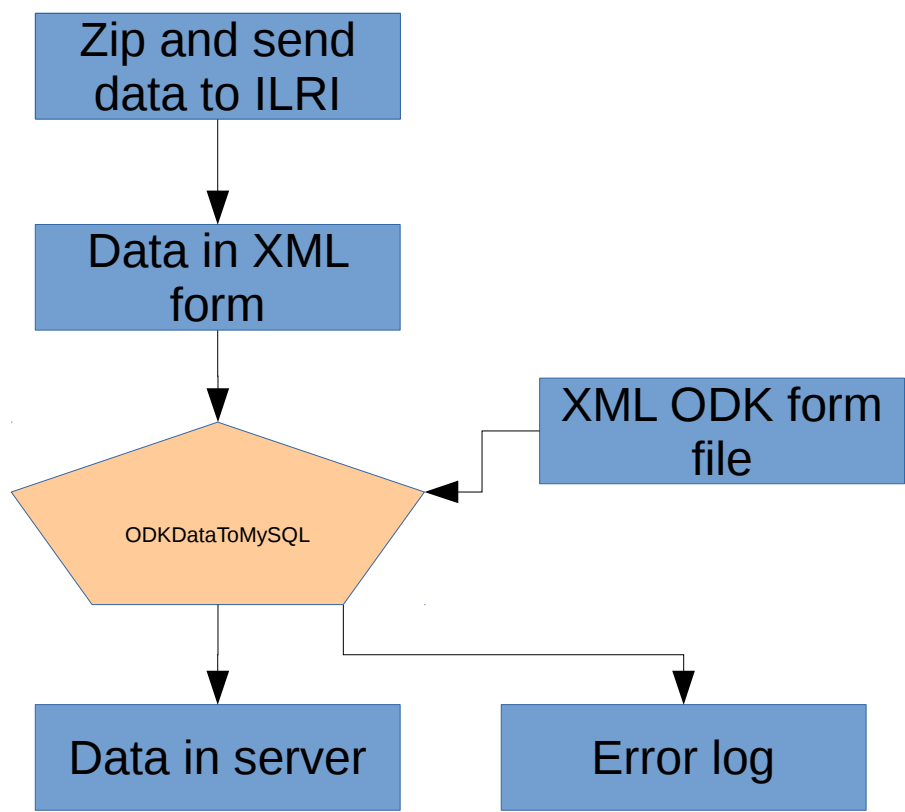 Zip and send
data to ILRI
Data in XML
form
XML ODK form
file
ODKDataToMySQL
Data in server
Error log